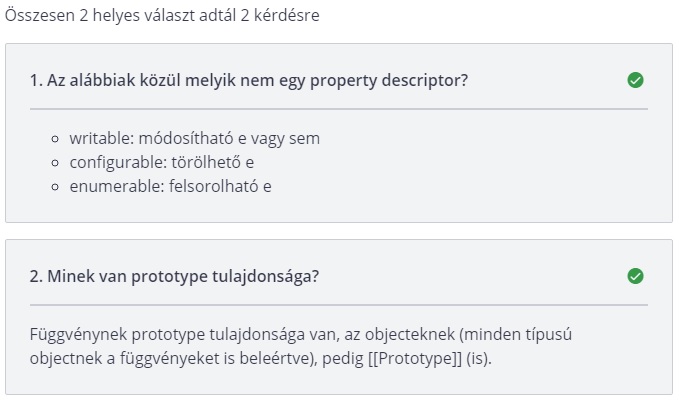 Összesen 2 helyes választ adtál 2 kérdésre
1. Az alábbiak közül melyik nem egy property descriptor?
writable: módosítható e vagy sem
configurable: törölhető e
enumerable: felsorolható e
2. Minek van prototype tulajdonsága?
Függvénynek prototype tulajdonsága van, az objecteknek (minden típusú
objectnek a függvényeket is beleértve), pedig [[Prototype]] (is).